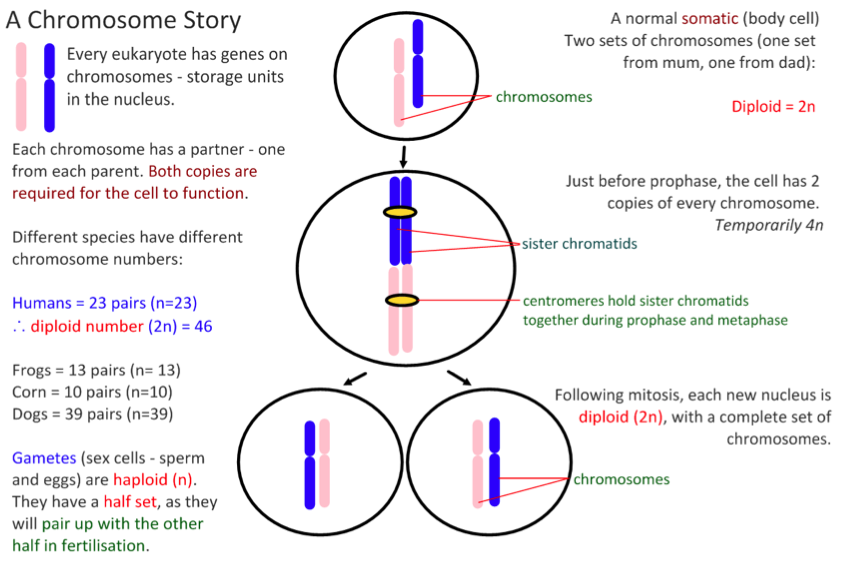 A Chromosome Story
Every eukaryote has genes on
chromosomes - storage units
in the nucleus.
Each chromosome has a partner - one
from each parent. Both copies are
required for the cell to function.
Different species have different
chromosome numbers:
Humans = 23 pairs (n=23)
∴ diploid number (2n) = 46
Frogs = 13 pairs (n= 13)
Corn = 10 pairs (n=10)
Dogs = 39 pairs (n=39)
Gametes (sex cells - sperm
and eggs) are haploid (n).
They have a half set, as they
will pair up with the other
half in fertilisation.
A normal somatic (body cell)
Two sets of chromosomes (one set
from mum, one from dad):
chromosomes
Diploid = 2n
Just before prophase, the cell has 2
copies of every chromosome.
Temporarily 4n
sister chromatids
centromeres hold sister chromatids
together during prophase and metaphase
Following mitosis, each new nucleus is
diploid (2n), with a complete set of
chromosomes.
chromosomes